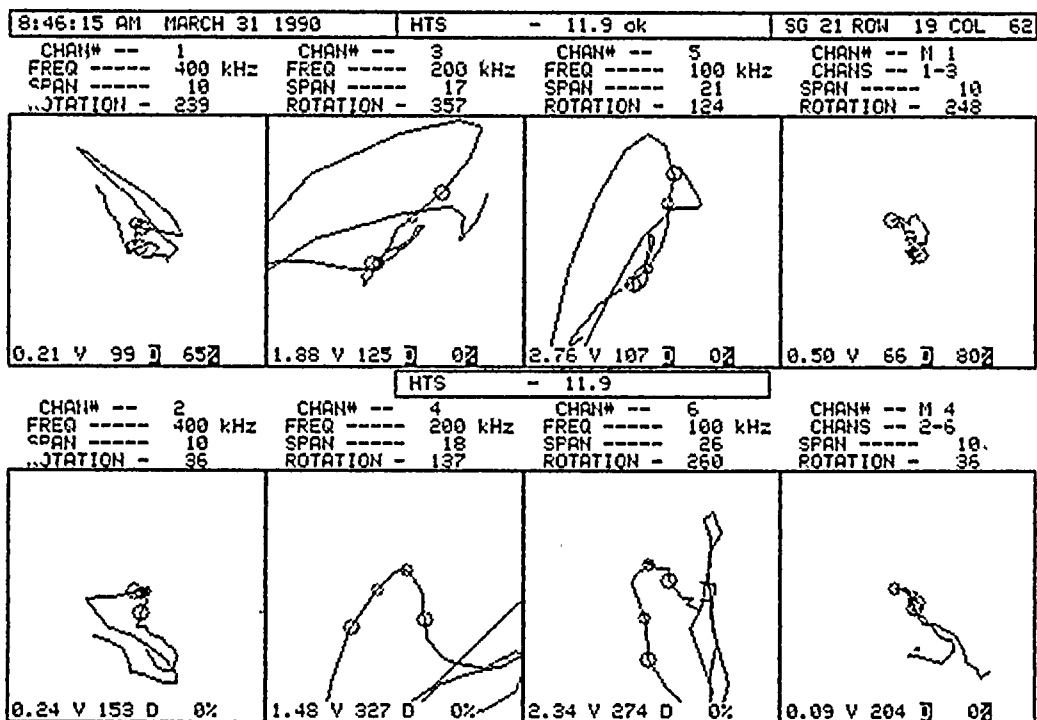 8:46:15 AM MARCH 31 1990 HTS - 11.9 ok SG 21 ROW 19 COL 62
CHAN# -- 1 CHAN# -- 3 CHAN# -- 5 CHAN# -- M 1
FREQ ----- 400 kHz FREQ ----- 200 kHz FREQ ----- 100 kHz CHANS -- 1-3
SPAN ----- 10 SPAN ----- 17 SPAN ----- 21 SPAN ----- 10
..OTATION - 239 ROTATION - 357 ROTATION - 124 ROTATION - 248
0.21 V 99 D 65% 1.88 V 125 D 0% 2.76 V 107 D 0% 0.50 V 66 D 80%
HTS - 11.9
CHAN# -- 2 CHAN# -- 4 CHAN# -- 6 CHAN# -- M 4
FREQ ----- 400 kHz FREQ ----- 200 kHz FREQ ----- 100 kHz CHANS -- 2-6
SPAN ----- 10 SPAN ----- 18 SPAN ----- 26 SPAN ----- 10
..OTATION - 36 ROTATION - 137 ROTATION - 260 ROTATION - 36
0.24 V 153 D 0% 1.48 V 327 D 0% 2.34 V 274 D 0% 0.09 V 204 D 0%